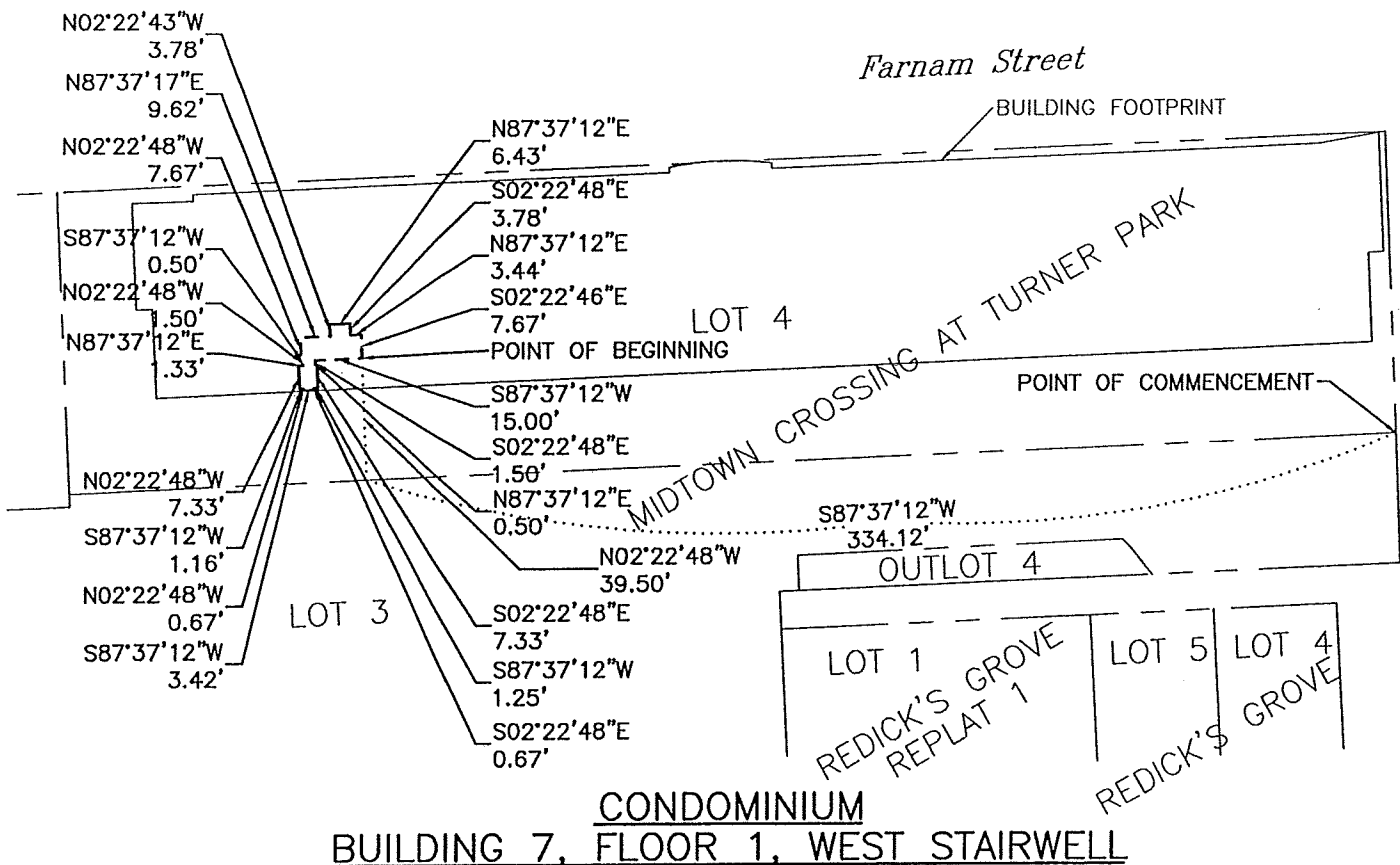 N02°22'43"W
3.78'
N87°37'17"E
9.62'
N02°22'48"W
7.67'
S87°37'12"W
0.50'
N02°22'48"W
1.50'
N87°37'12"E
1.33'
N87°37'12"E
6.43'
S02°22'48"E
3.78'
N87°37'12"E
3.44'
S02°22'46"E
7.67'
POINT OF BEGINNING
S87°37'12"W
15.00'
S02°22'48"E
1.50'
N87°37'12"E
0.50'
N02°22'48"W
39.50'
Farnam Street
BUILDING FOOTPRINT
LOT 4
MIDTOWN CROSSING AT TURNER PARK
POINT OF COMMENCEMENT
S87°37'12"W
334.12'
N02°22'48"W
7.33'
S87°37'12"W
1.16'
N02°22'48"W
0.67'
S87°37'12"W
3.42'
LOT 3
S02°22'48"E
7.33'
S87°37'12"W
1.25'
S02°22'48"E
0.67'
OUTLOT 4
LOT 1
LOT 5
LOT 4
REDICK'S GROVE
REPLAT 1
REDICK'S GROVE
CONDOMINIUM
BUILDING 7, FLOOR 1, WEST STAIRWELL